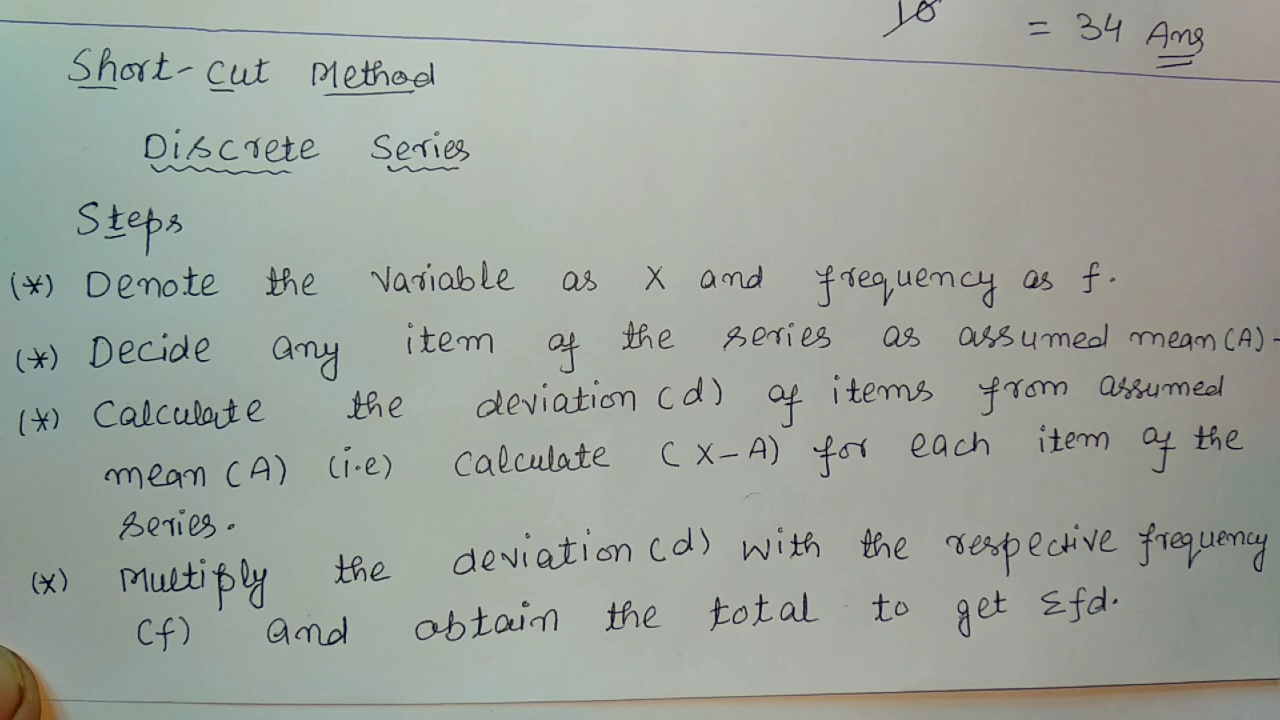 10
= 34 Ans
Short-cut Method
Discrete Series
Steps
(*) Denote the variable as X and frequency as f.
(*) Decide any item of the series as assumed mean (A).
(*) Calculate the deviation (d) of items from assumed
mean (A) (i.e) calculate (X-A) for each item of the
series.
(*) Multiply the deviation (d) with the respective frequency
(f) and obtain the total to get Σfd.